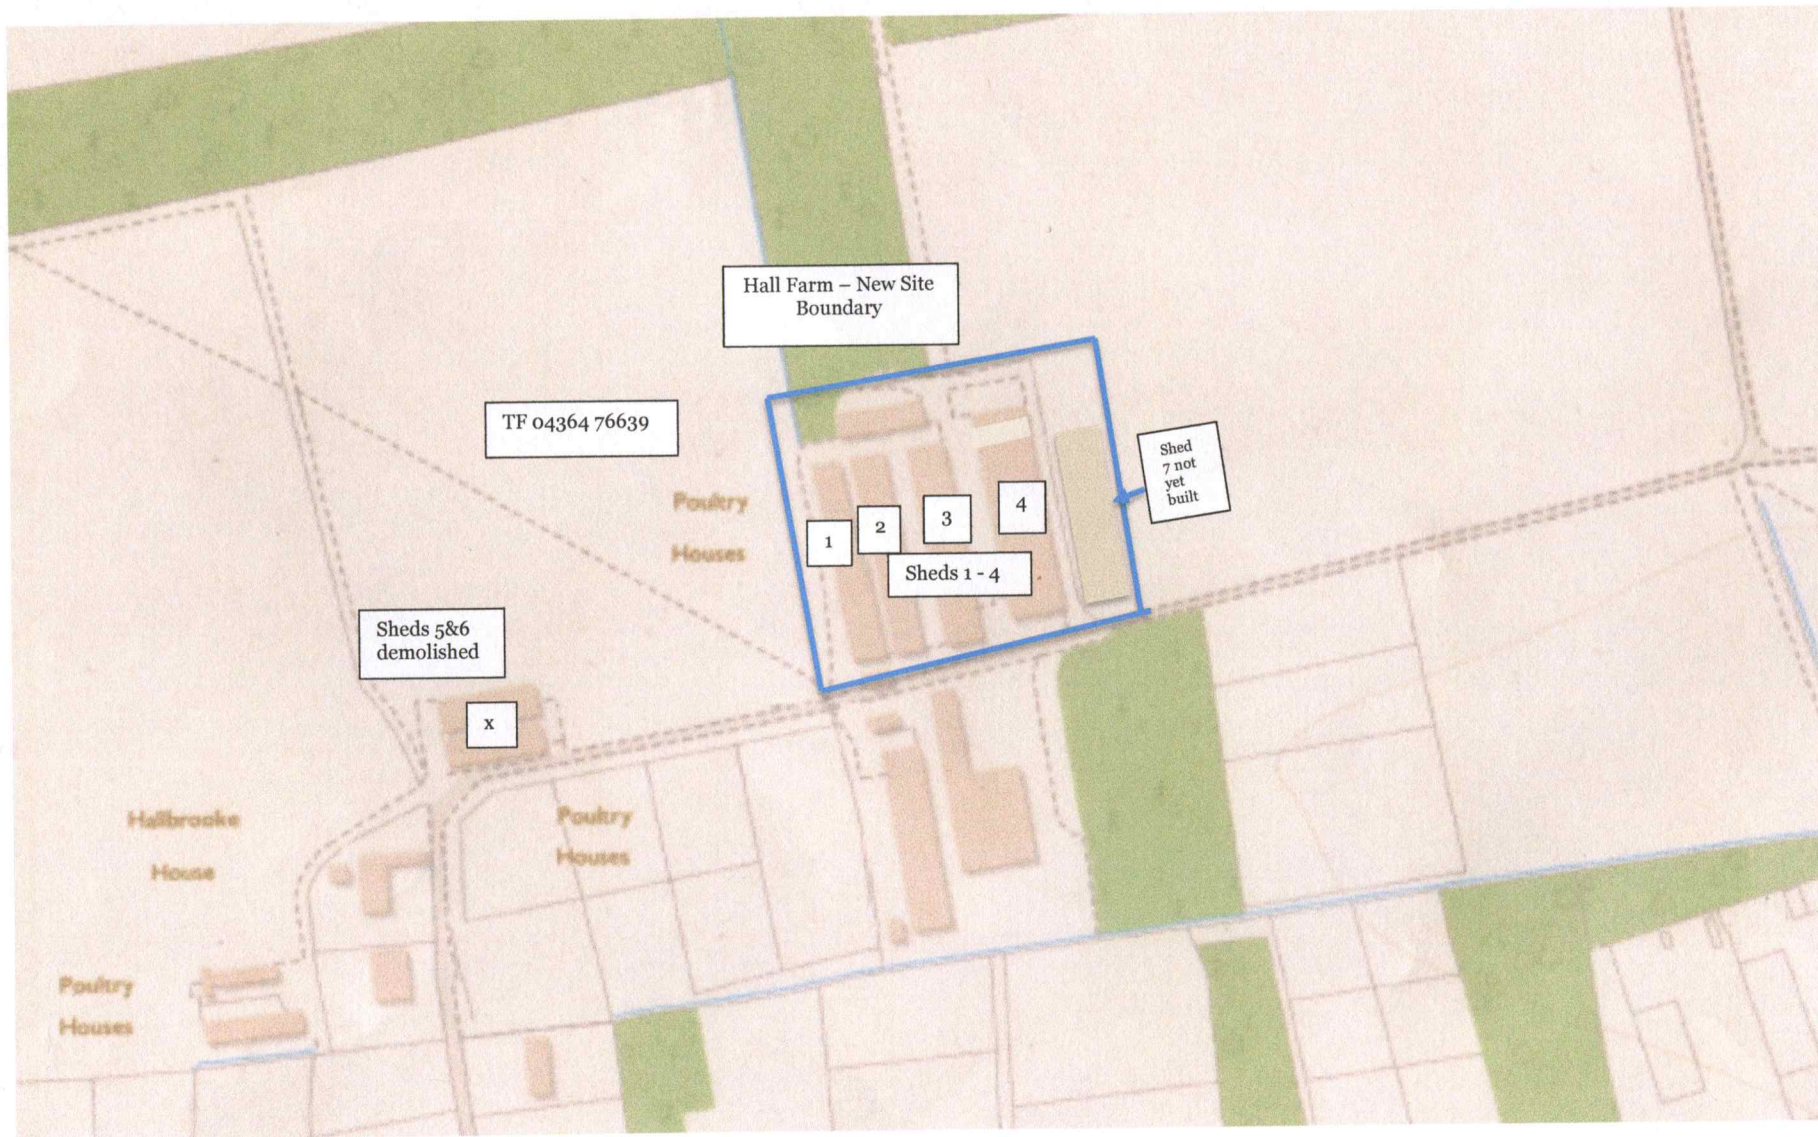 Hall Farm – New Site
Boundary
TF 04364 76639
Shed
7 not
yet
built
Poultry
Houses
1
2
3
4
Sheds 1 - 4
Sheds 5&6
demolished
x
Hallbrooke
House
Poultry
Houses
Poultry
Houses